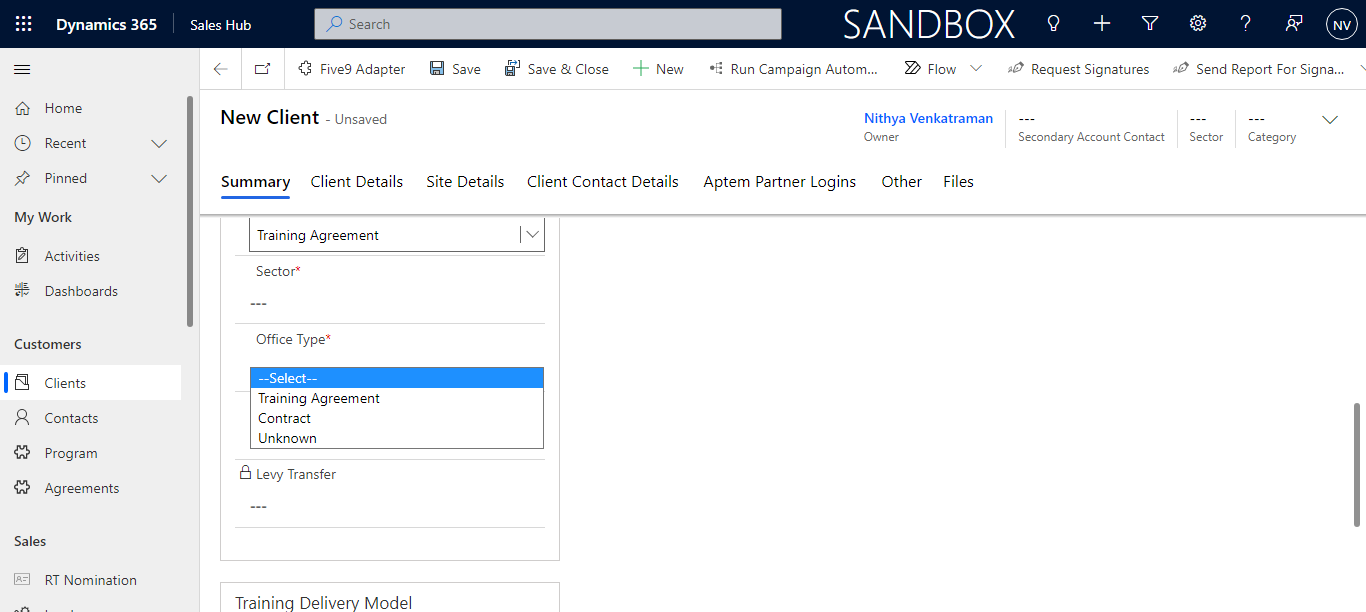 Dynamics 365
Sales Hub
Search
SANDBOX
NV
Five9 Adapter
Save
Save & Close
New
Run Campaign Autom...
Flow
Request Signatures
Send Report For Signa...
Home
Recent
Pinned
My Work
Activities
Dashboards
Customers
Clients
Contacts
Program
Agreements
Sales
RT Nomination
New Client - Unsaved
Nithya Venkatraman
Owner
---
Secondary Account Contact
---
Sector
---
Category
Summary
Client Details
Site Details
Client Contact Details
Aptem Partner Logins
Other
Files
Training Agreement
Sector*
---
Office Type*
--Select--
Training Agreement
Contract
Unknown
Levy Transfer
---
Training Delivery Model